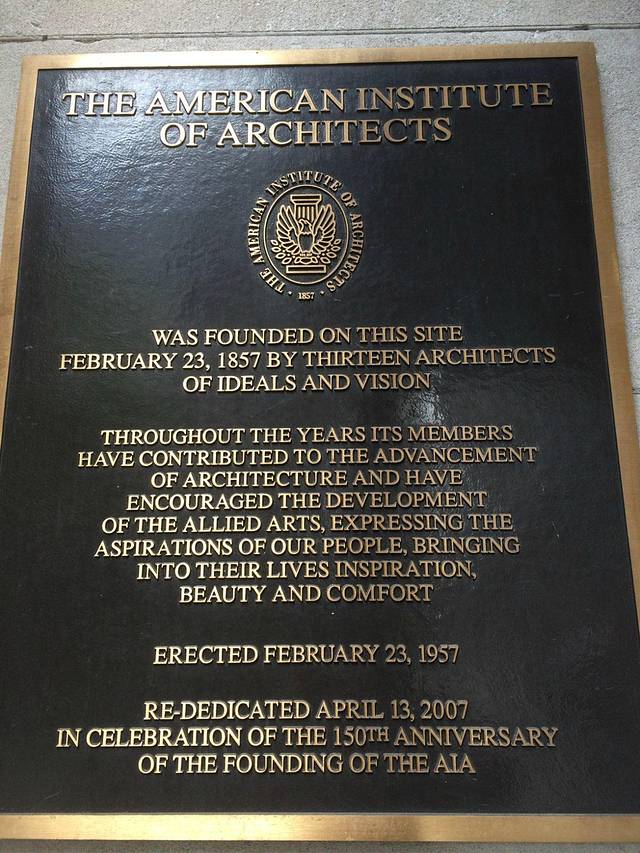 THE AMERICAN INSTITUTE
OF ARCHITECTS
THE AMERICAN INSTITUTE OF ARCHITECTS
· 1857 ·
WAS FOUNDED ON THIS SITE
FEBRUARY 23, 1857 BY THIRTEEN ARCHITECTS
OF IDEALS AND VISION
THROUGHOUT THE YEARS ITS MEMBERS
HAVE CONTRIBUTED TO THE ADVANCEMENT
OF ARCHITECTURE AND HAVE
ENCOURAGED THE DEVELOPMENT
OF THE ALLIED ARTS, EXPRESSING THE
ASPIRATIONS OF OUR PEOPLE, BRINGING
INTO THEIR LIVES INSPIRATION,
BEAUTY AND COMFORT
ERECTED FEBRUARY 23, 1957
RE-DEDICATED APRIL 13, 2007
IN CELEBRATION OF THE 150TH ANNIVERSARY
OF THE FOUNDING OF THE AIA